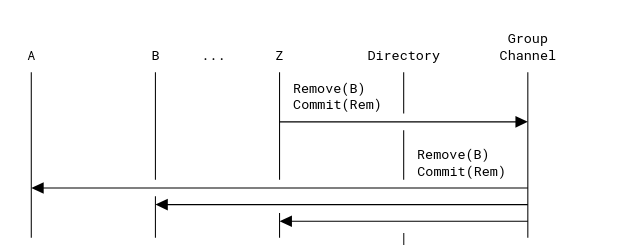 Group
A B ... Z Directory Channel
Remove(B)
Commit(Rem)
Remove(B)
Commit(Rem)